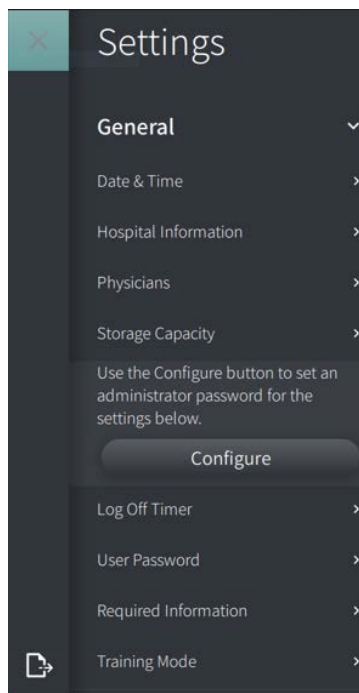 Settings
General
Date & Time
Hospital Information
Physicians
Storage Capacity
Use the Configure button to set an
administrator password for the
settings below.
Configure
Log Off Timer
User Password
Required Information
Training Mode